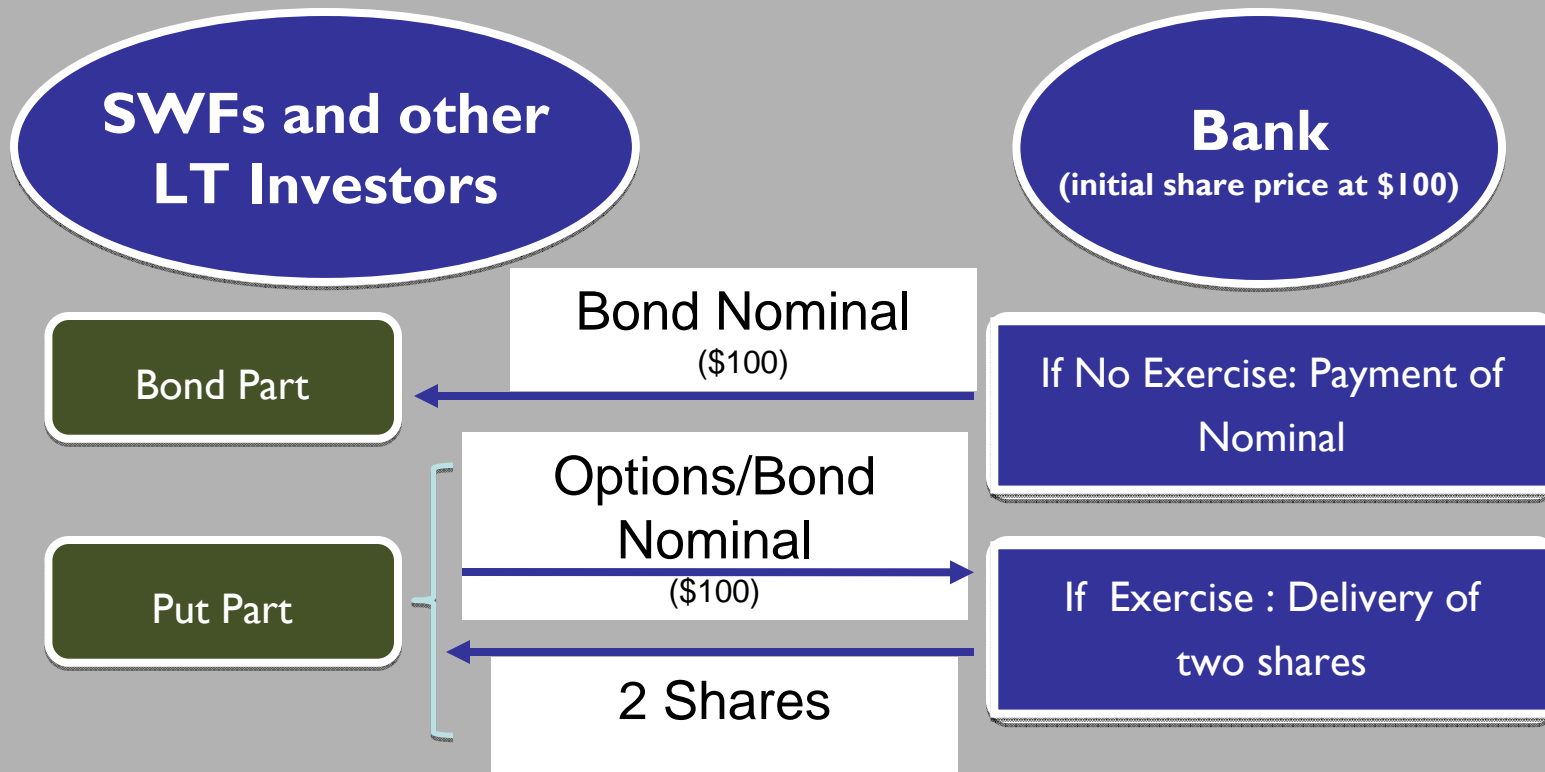 SWFs and other
LT Investors
Bank
(initial share price at $100)
Bond Part
Bond Nominal
($100)
If No Exercise: Payment of
Nominal
Put Part
Options/Bond
Nominal
($100)
2 Shares
If Exercise : Delivery of
two shares